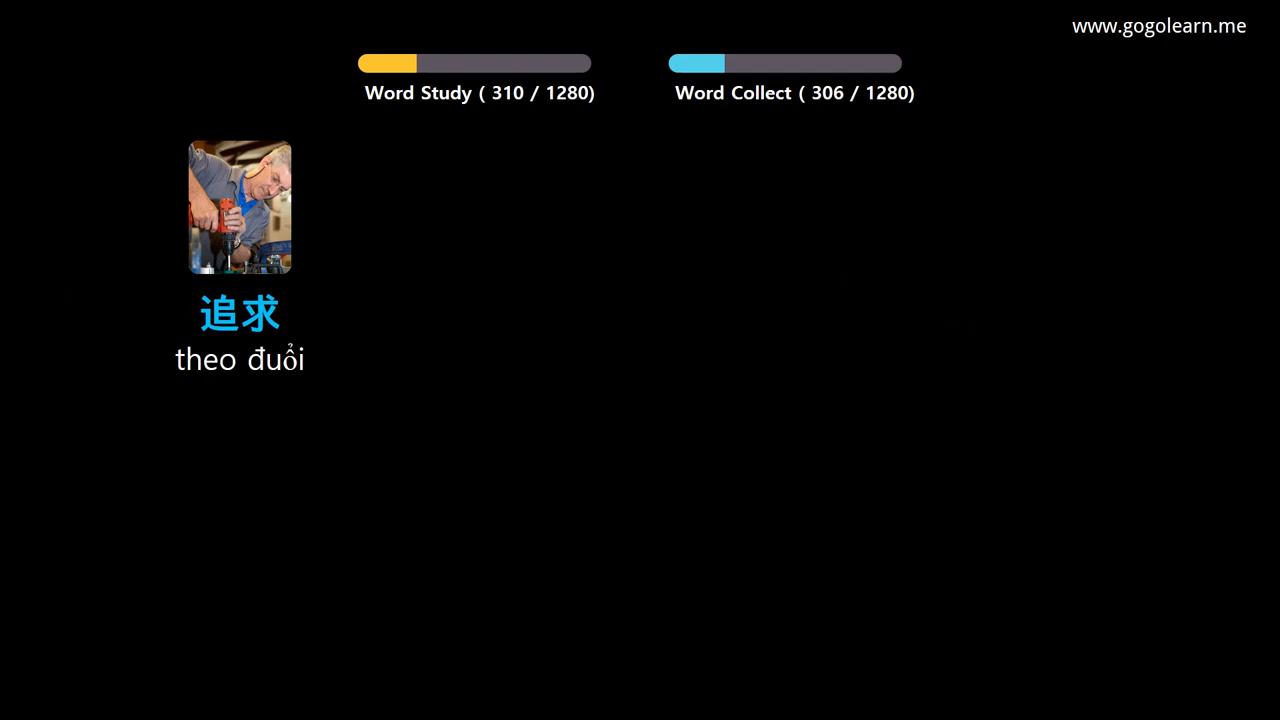 www.gogolearn.me
Word Study ( 310 / 1280)
Word Collect ( 306 / 1280)
追求
theo đuổi